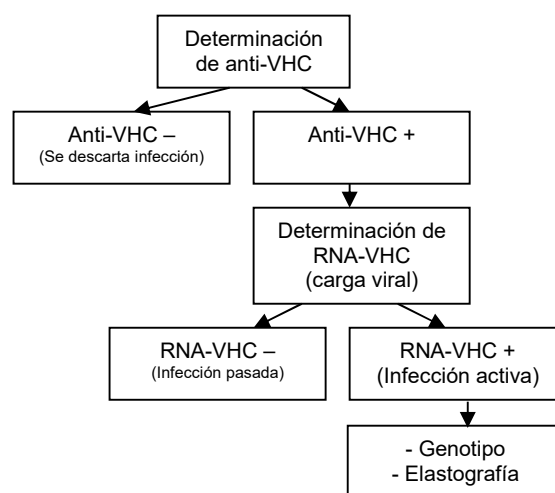 Determinación
de anti-VHC
Anti-VHC –
(Se descarta infección)
Anti-VHC +
Determinación de
RNA-VHC
(carga viral)
RNA-VHC –
(Infección pasada)
RNA-VHC +
(Infección activa)
- Genotipo
- Elastografía